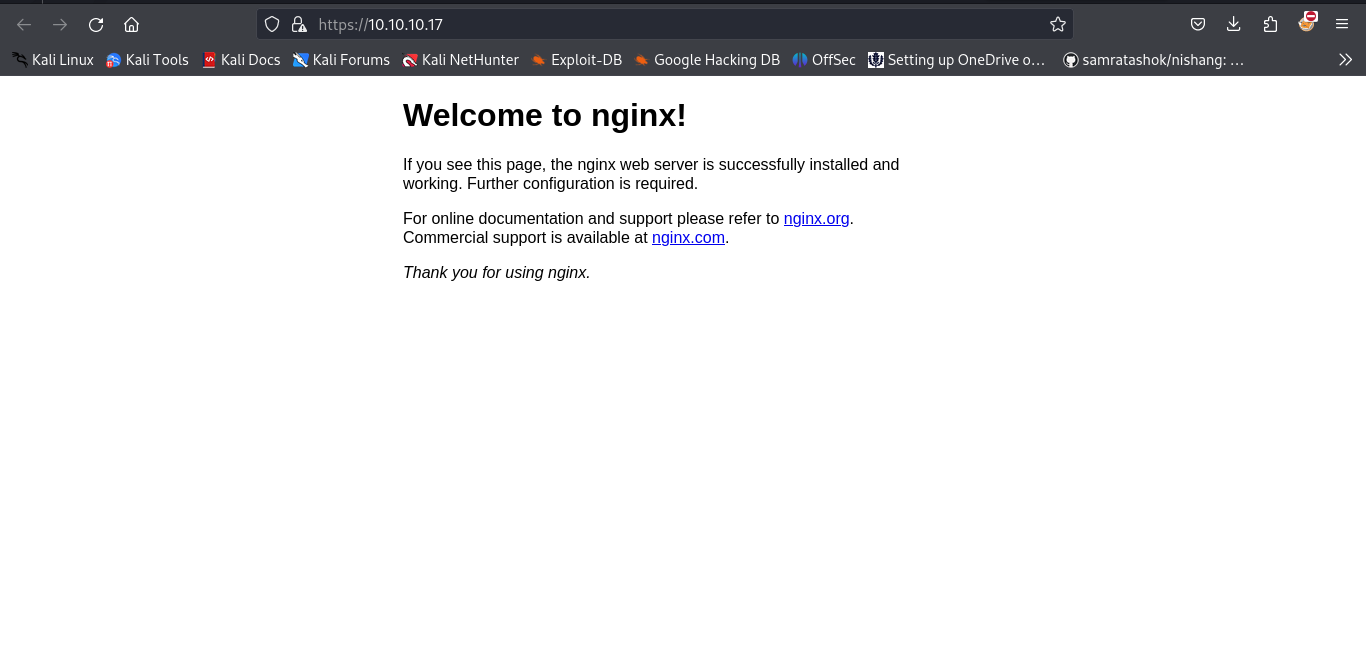 https://10.10.10.17
Kali Linux Kali Tools Kali Docs Kali Forums Kali NetHunter Exploit-DB Google Hacking DB OffSec Setting up OneDrive o... samratashok/nishang: ...
Welcome to nginx!
If you see this page, the nginx web server is successfully installed and
working. Further configuration is required.
For online documentation and support please refer to nginx.org.
Commercial support is available at nginx.com.
Thank you for using nginx.